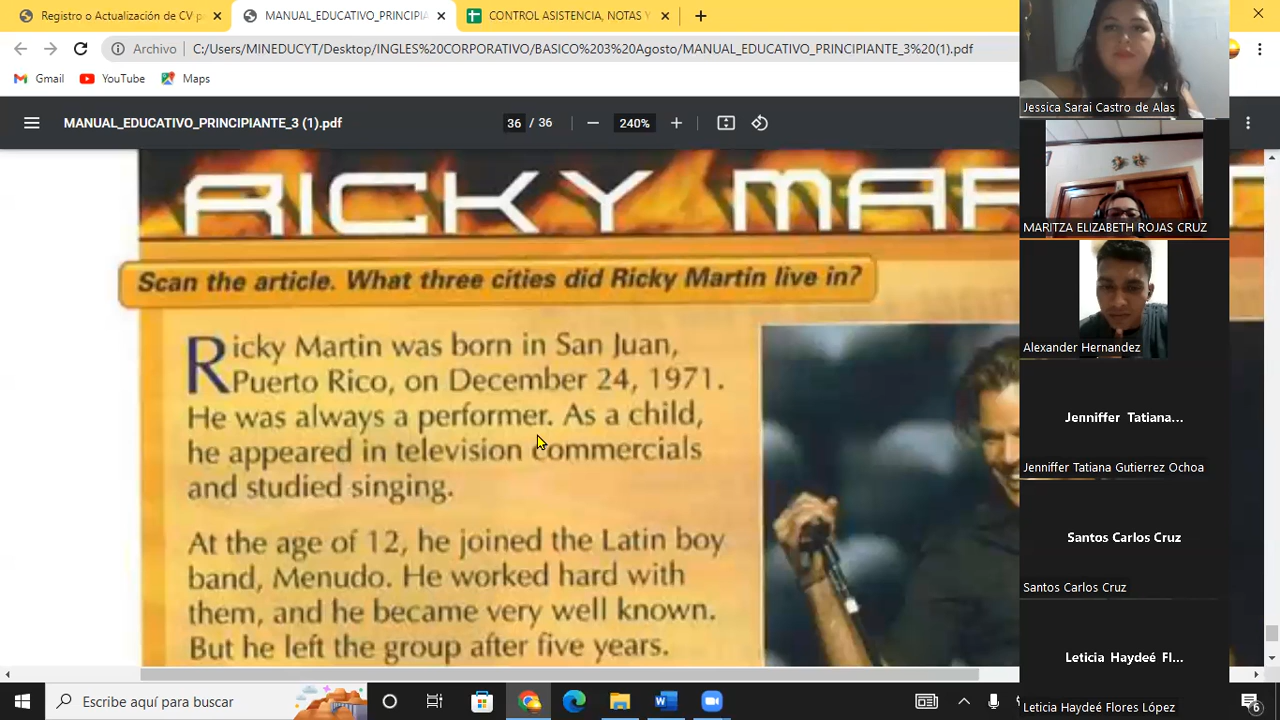 Registro o Actualización de CV p
MANUAL_EDUCATIVO_PRINCIPIA
CONTROL ASISTENCIA, NOTAS Y
Archivo
C:/Users/MINEDUCYT/Desktop/INGLES%20CORPORATIVO/BASICO%203%20Agosto/MANUAL_EDUCATIVO_PRINCIPIANTE_3%20(1).pdf
Gmail
YouTube
Maps
MANUAL_EDUCATIVO_PRINCIPIANTE_3 (1).pdf
36 / 36
240%
RICKY MAR
Scan the article. What three cities did Ricky Martin live in?
Ricky Martin was born in San Juan,
Puerto Rico, on December 24, 1971.
He was always a performer. As a child,
he appeared in television commercials
and studied singing.
At the age of 12, he joined the Latin boy
band, Menudo. He worked hard with
them, and he became very well known.
But he left the group after five years.
Jessica Sarai Castro de Alas
MARITZA ELIZABETH ROJAS CRUZ
Alexander Hernandez
Jenniffer Tatiana...
Jenniffer Tatiana Gutierrez Ochoa
Santos Carlos Cruz
Santos Carlos Cruz
Leticia Haydeé Fl...
Leticia Haydeé Flores López
Escribe aquí para buscar
6